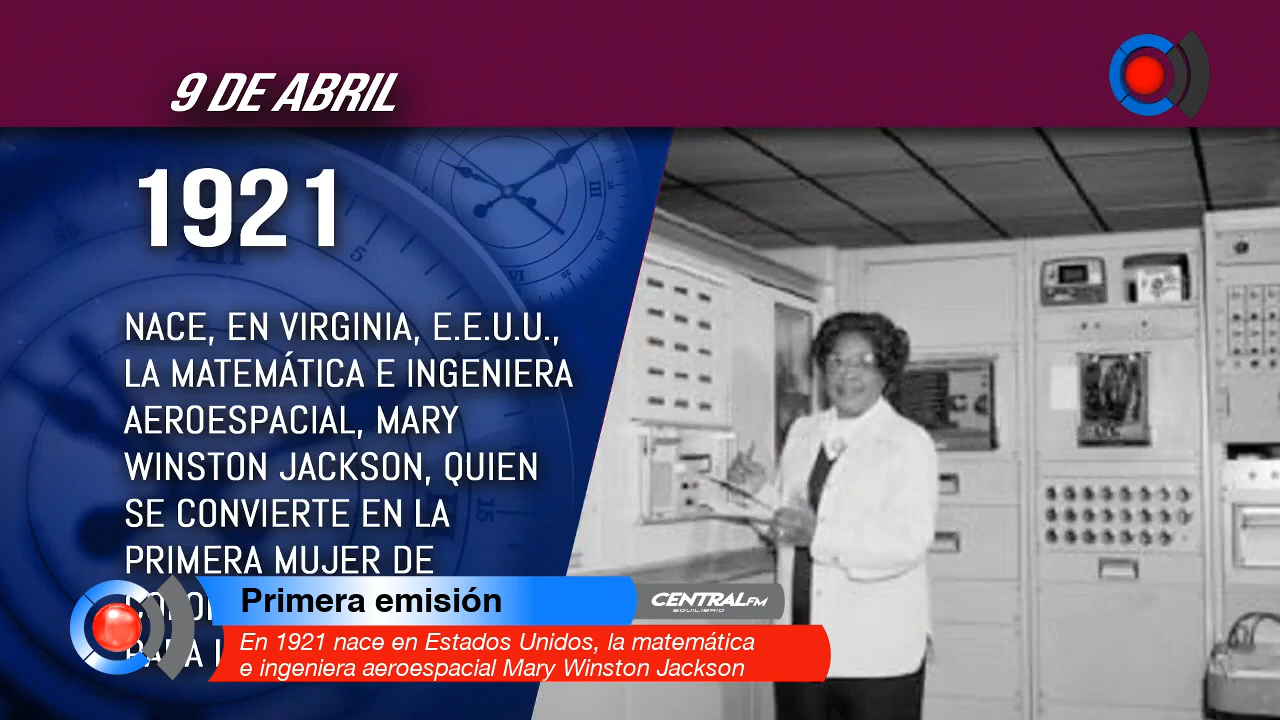 9 DE ABRIL
1921
NACE, EN VIRGINIA, E.E.U.U.,
LA MATEMÁTICA E INGENIERA
AEROESPACIAL, MARY
WINSTON JACKSON, QUIEN
SE CONVIERTE EN LA
PRIMERA MUJER DE
Primera emisión
CENTRAL FM
EQUILIBRIO
En 1921 nace en Estados Unidos, la matemática
e ingeniera aeroespacial Mary Winston Jackson